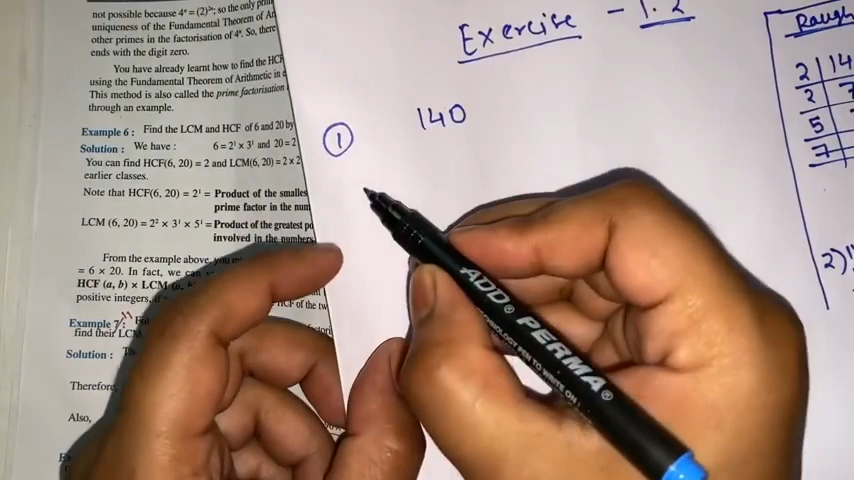 not possible because 4ⁿ = (2)²ⁿ; so the only
uniqueness of the Fundamental Theorem of
other primes in the factorisation of 4ⁿ. So, there
ends with the digit zero.
You have already learnt how to find the HCF
using the Fundamental Theorem of Arithmetic in
This method is also called the prime factorisation
through an example.
Example 6 : Find the LCM and HCF of 6 and 20 by
Solution : We have : 6 = 2¹ × 3¹ and 20 = 2
You can find HCF(6, 20) = 2 and LCM(6, 20) = 2 × 2
earlier classes.
Note that HCF(6, 20) = 2¹ = Product of the smalles
prime factor in the num
LCM (6, 20) = 2² × 3¹ × 5¹ = Product of the greatest po
involved in the numbers
From the example above, you
= 6 × 20. In fact, we can
HCF (a, b) × LCM
positive integers,
HCF of the tw
Example 7 :
find their LCM
Solution :
Therefore,
Also,
Exercise - 1.2
① 140
Rough
2 | 14
2 | 7
5
7
2)
ADD® PERMA®